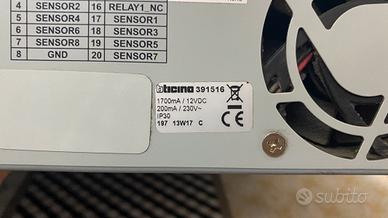 4 SENSOR2 16 RELAY1_NC
5 SENSOR4 17 SENSOR1
6 SENSOR6 18 SENSOR3
7 SENSOR8 19 SENSOR5
8 GND 20 SENSOR7
bticino 391516
1700mA / 12VDC
200mA / 230V~
IP30
197 13W17 C
CE
subito